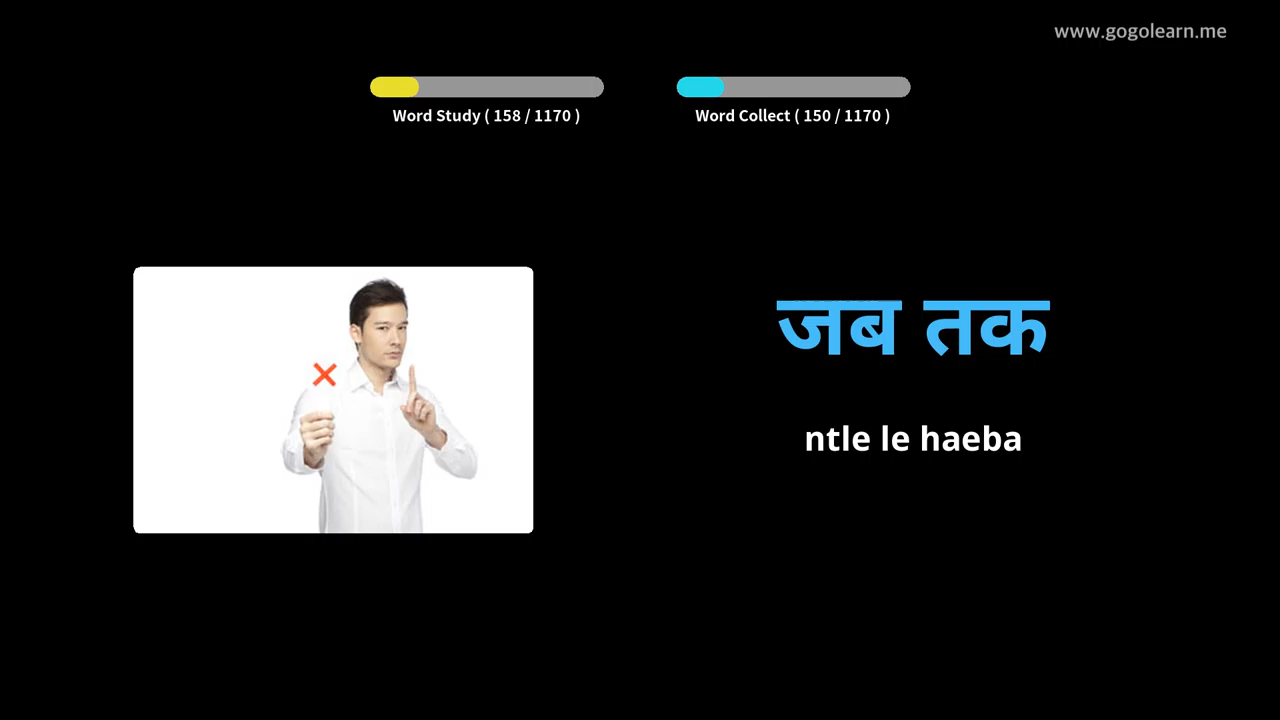 www.gogolearn.me
Word Study ( 158 / 1170 )
Word Collect ( 150 / 1170 )
जब तक
ntle le haeba